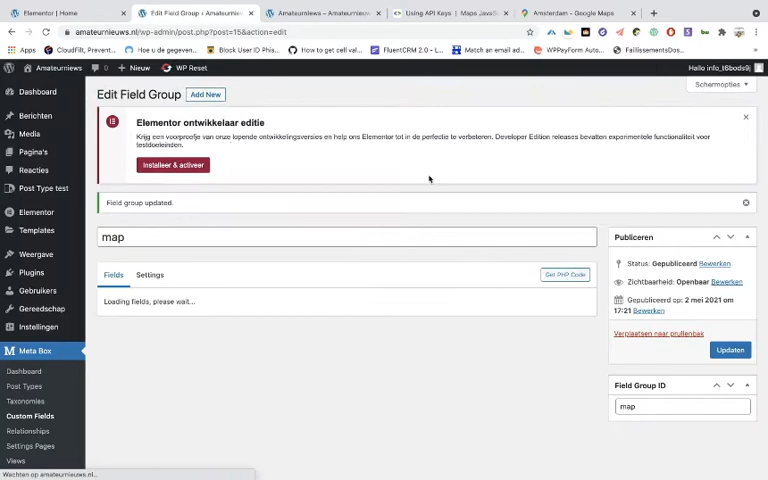 Elementor | Home
Edit Field Group ‹ Amateurnieu
Amateurniews – Amateurnieuw
Using API Keys | Maps JavaSc
Amsterdam – Google Maps
amateurnieuws.nl/wp-admin/post.php?post=15&action=edit
Apps
CloudFilt, Prevent...
Hoe u de gegeven...
Block User ID Phis...
How to get cell val...
FluentCRM 2.0 - L...
Match an email ad...
WPPayForm Auto...
FaillissementsDos...
Amateurnieuws
0
Nieuw
WP Reset
Hallo info_t6bods9j
Dashboard
Berichten
Media
Pagina's
Reacties
Post Type test
Elementor
Templates
Weergave
Plugins
Gebruikers
Gereedschap
Instellingen
Meta Box
Dashboard
Post Types
Taxonomies
Custom Fields
Relationships
Settings Pages
Views
Wachten op amateurnieuws.nl...
Schermopties
Edit Field Group
Add New
Elementor ontwikkelaar editie
Krijg een voorproefje van onze lopende ontwikkelingsversies en help ons Elementor tot in de perfectie te verbeteren. Developer Edition releases bevatten experimentele functionaliteit voor
testdoeleinden.
Installeer & activeer
Field group updated.
map
Fields
Settings
Get PHP Code
Loading fields, please wait...
Publiceren
Status: Gepubliceerd Bewerken
Zichtbaarheid: Openbaar Bewerken
Gepubliceerd op: 2 mei 2021 om
17:21 Bewerken
Verplaatsen naar prullenbak
Updaten
Field Group ID
map